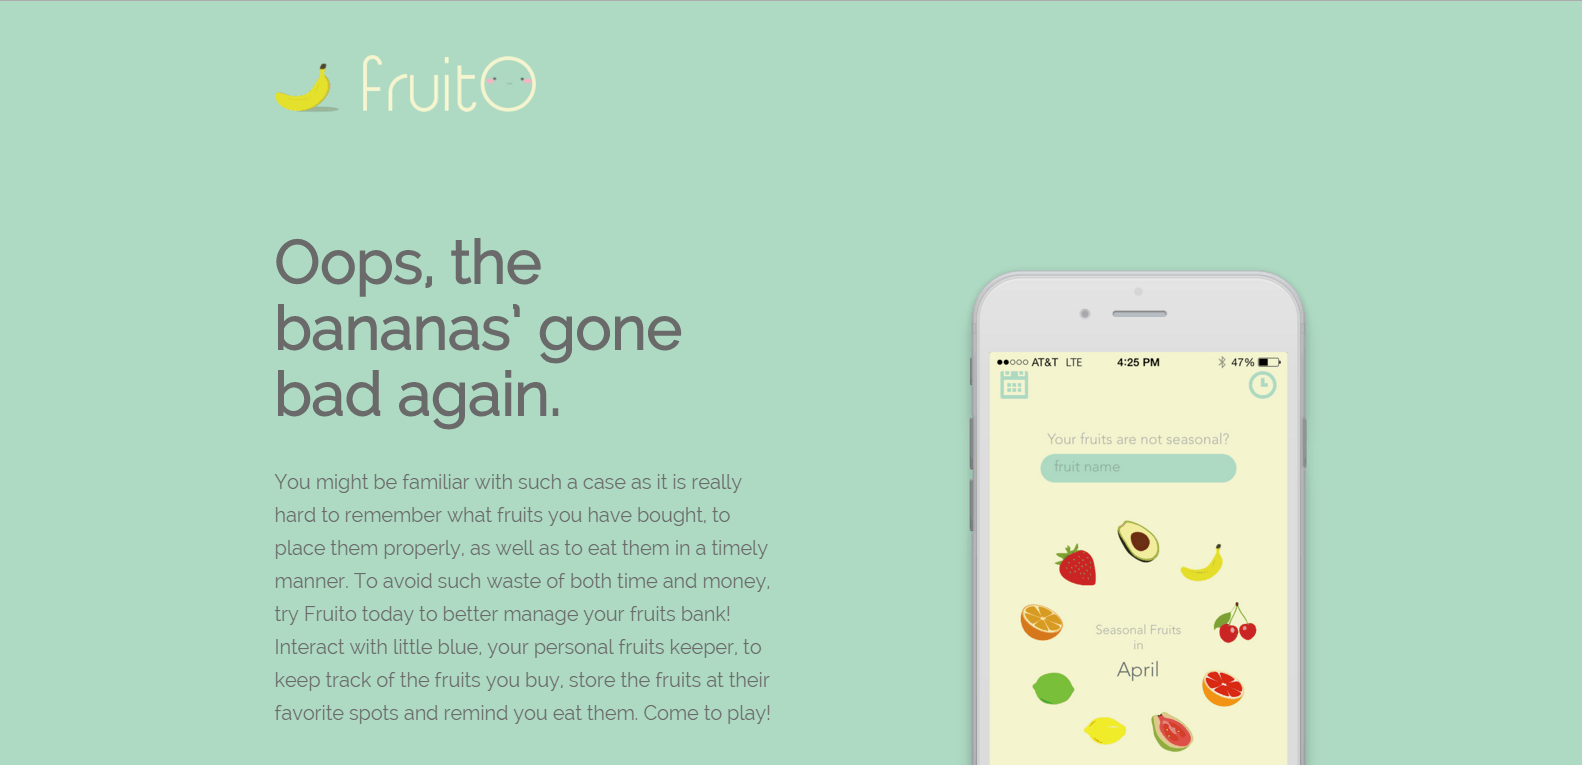 fruitO
Oops, the
bananas’ gone
bad again.
You might be familiar with such a case as it is really
hard to remember what fruits you have bought, to
place them properly, as well as to eat them in a timely
manner. To avoid such waste of both time and money,
try Fruito today to better manage your fruits bank!
Interact with little blue, your personal fruits keeper, to
keep track of the fruits you buy, store the fruits at their
favorite spots and remind you eat them. Come to play!
AT&T LTE 4:25 PM 47%
Your fruits are not seasonal?
fruit name
Seasonal Fruits
in
April